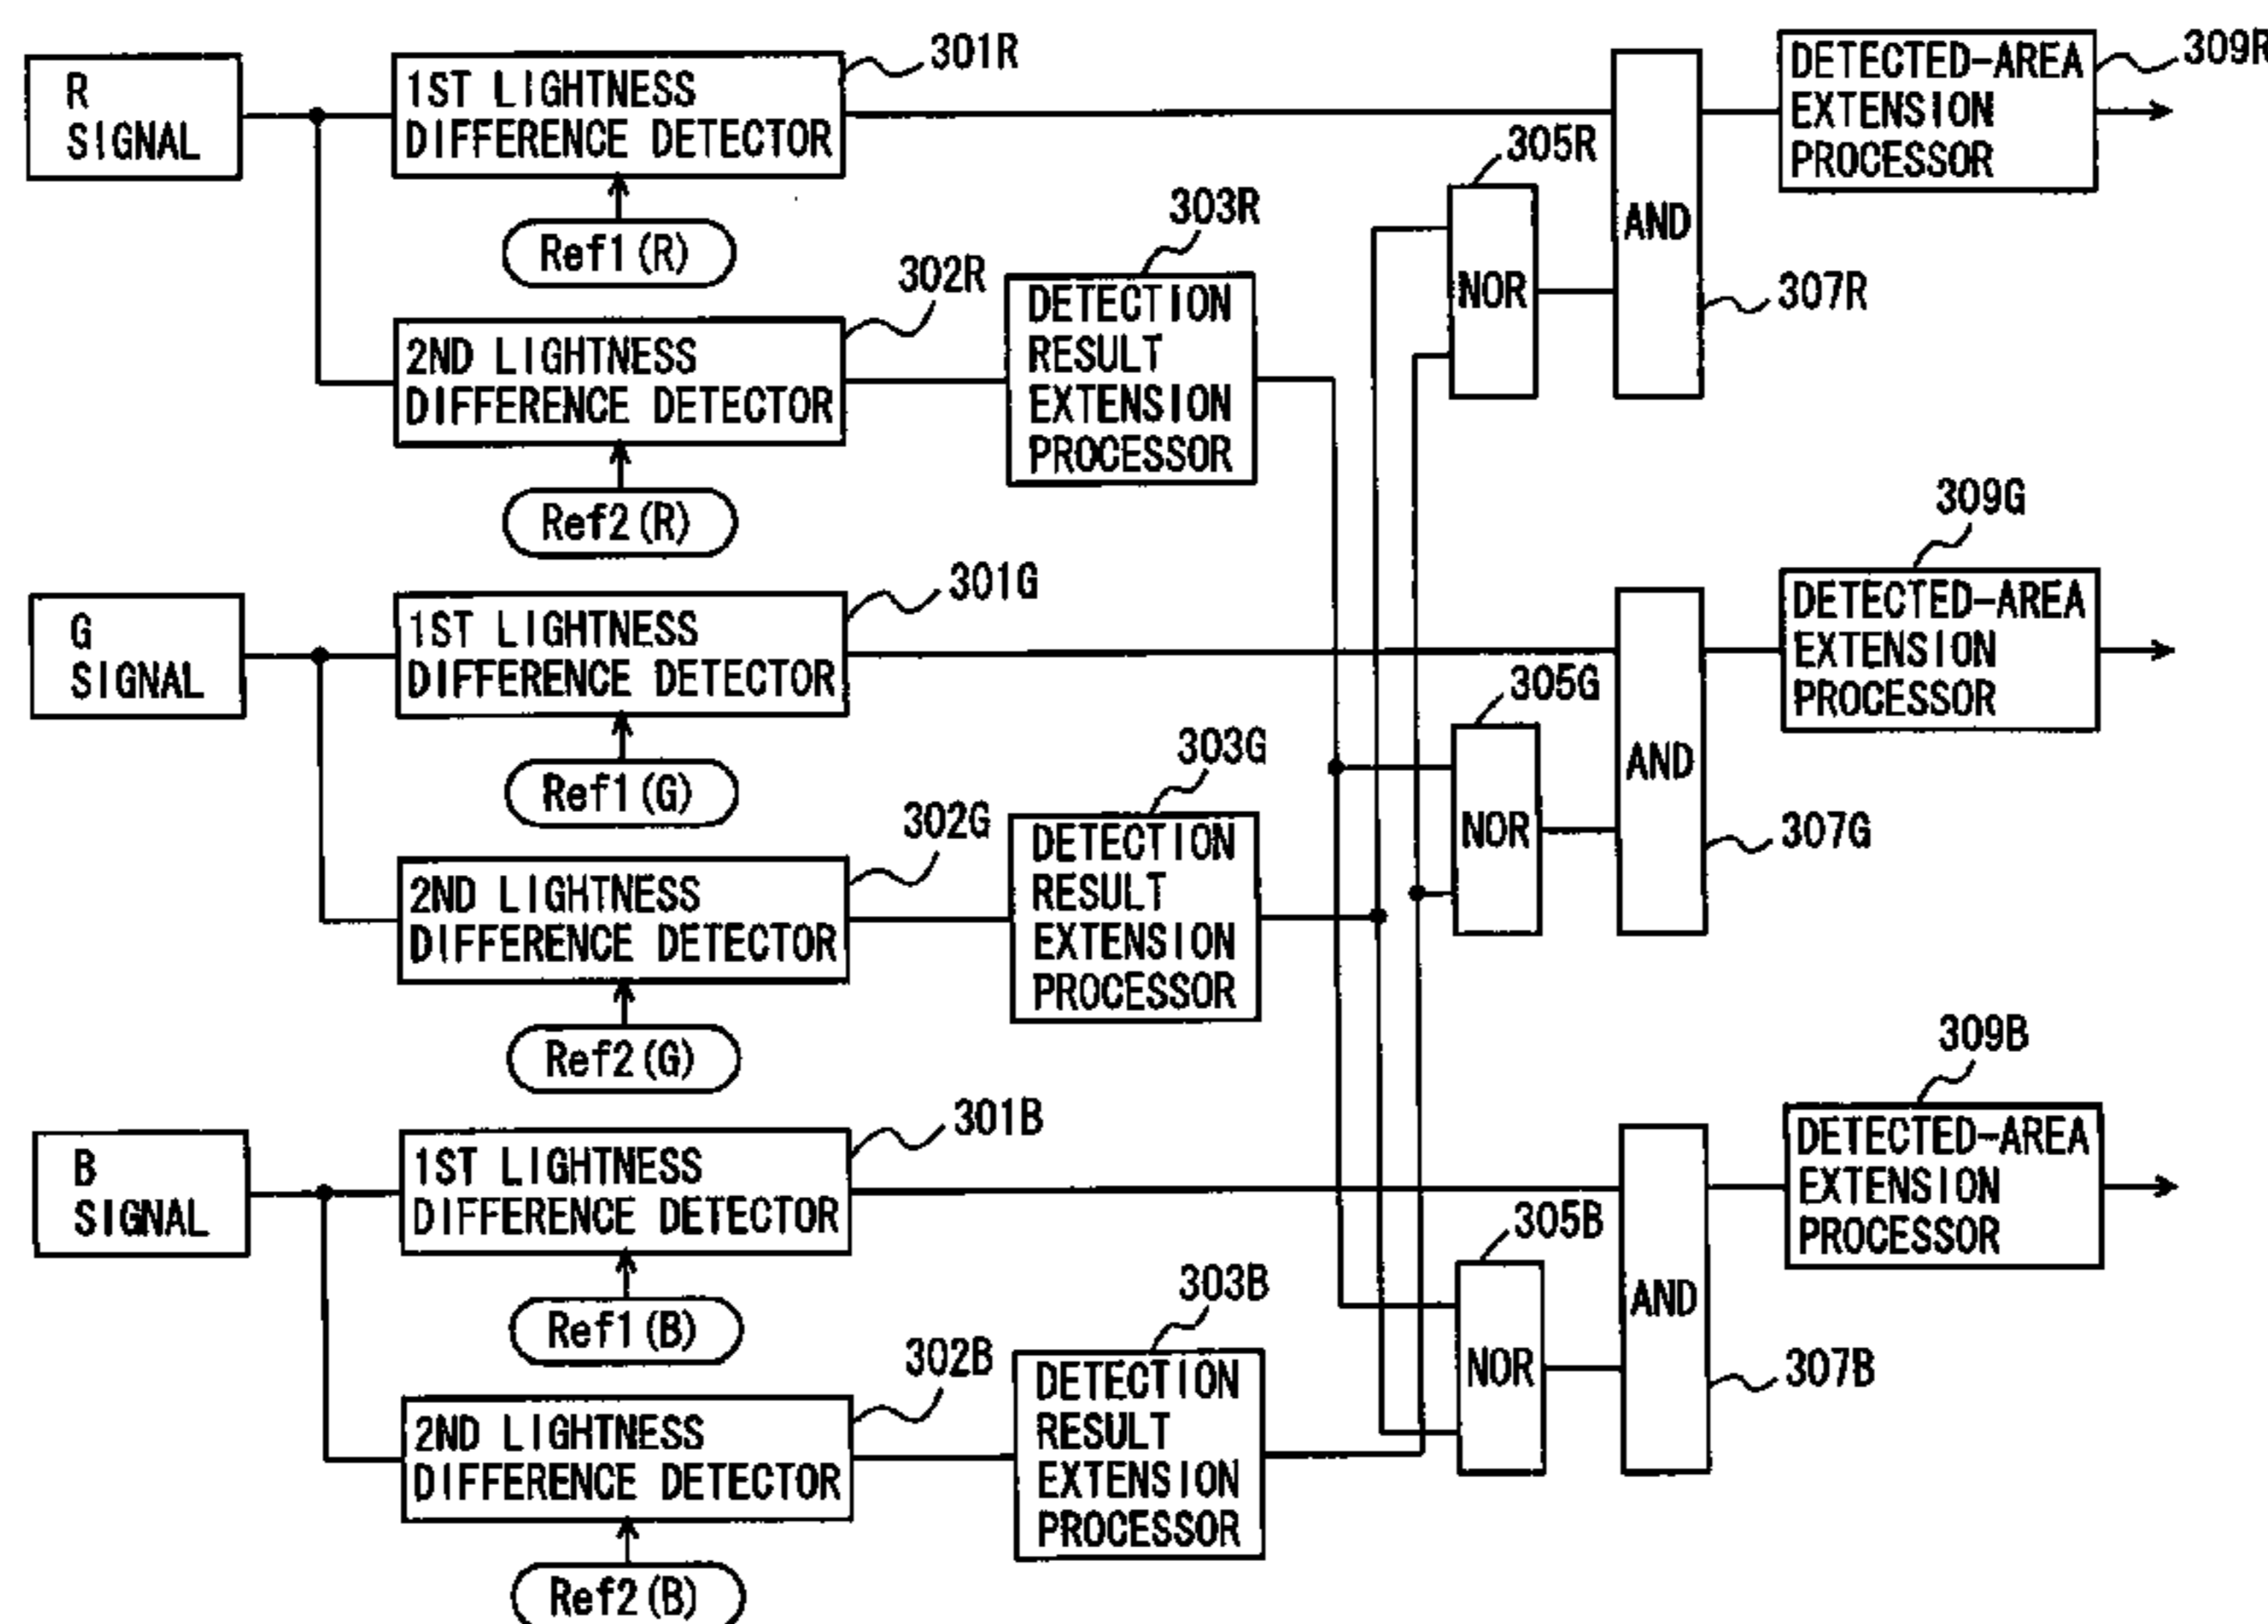 R
SIGNAL
1ST LIGHTNESS
DIFFERENCE DETECTOR
301R
Ref1(R)
2ND LIGHTNESS
DIFFERENCE DETECTOR
302R
Ref2(R)
303R
DETECTION
RESULT
EXTENSION
PROCESSOR
305R
NOR
AND
307R
DETECTED-AREA
EXTENSION
PROCESSOR
309R
G
SIGNAL
1ST LIGHTNESS
DIFFERENCE DETECTOR
301G
Ref1(G)
2ND LIGHTNESS
DIFFERENCE DETECTOR
302G
Ref2(G)
303G
DETECTION
RESULT
EXTENSION
PROCESSOR
305G
NOR
AND
307G
309G
DETECTED-AREA
EXTENSION
PROCESSOR
B
SIGNAL
1ST LIGHTNESS
DIFFERENCE DETECTOR
301B
Ref1(B)
2ND LIGHTNESS
DIFFERENCE DETECTOR
302B
Ref2(B)
303B
DETECTION
RESULT
EXTENSION
PROCESSOR
305B
NOR
AND
307B
309B
DETECTED-AREA
EXTENSION
PROCESSOR